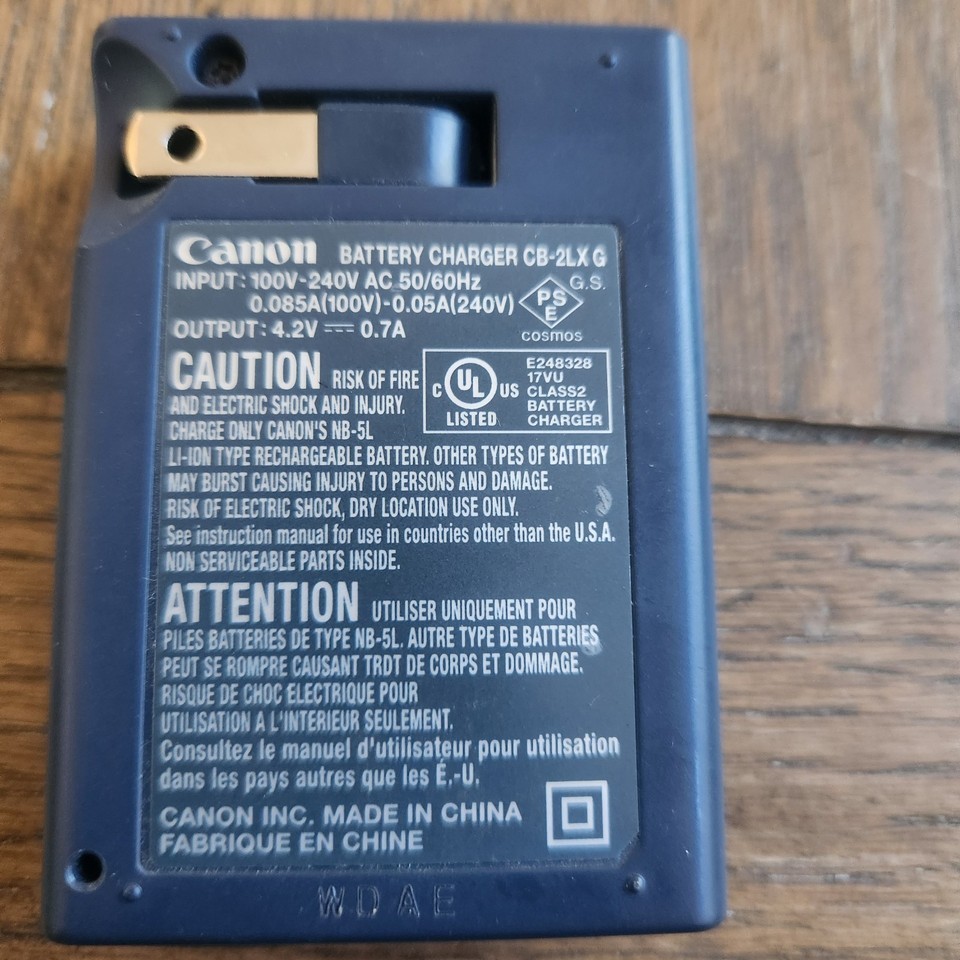 Canon BATTERY CHARGER CB-2LX G
INPUT: 100V-240V AC 50/60Hz G.S.
0.085A(100V)-0.05A(240V) PSE
OUTPUT: 4.2V ⎓ 0.7A cosmos
CAUTION RISK OF FIRE
AND ELECTRIC SHOCK AND INJURY.
CHARGE ONLY CANON'S NB-5L
C UL US LISTED
E248328
17VU
CLASS2
BATTERY
CHARGER
LI-ION TYPE RECHARGEABLE BATTERY. OTHER TYPES OF BATTERY
MAY BURST CAUSING INJURY TO PERSONS AND DAMAGE.
RISK OF ELECTRIC SHOCK, DRY LOCATION USE ONLY.
See instruction manual for use in countries other than the U.S.A.
NON SERVICEABLE PARTS INSIDE.
ATTENTION UTILISER UNIQUEMENT POUR
PILES BATTERIES DE TYPE NB-5L. AUTRE TYPE DE BATTERIES
PEUT SE ROMPRE CAUSANT TRDT DE CORPS ET DOMMAGE.
RISQUE DE CHOC ELECTRIQUE POUR
UTILISATION A L'INTERIEUR SEULEMENT.
Consultez le manuel d'utilisateur pour utilisation
dans les pays autres que les É.-U.
CANON INC. MADE IN CHINA
FABRIQUE EN CHINE
WDAE